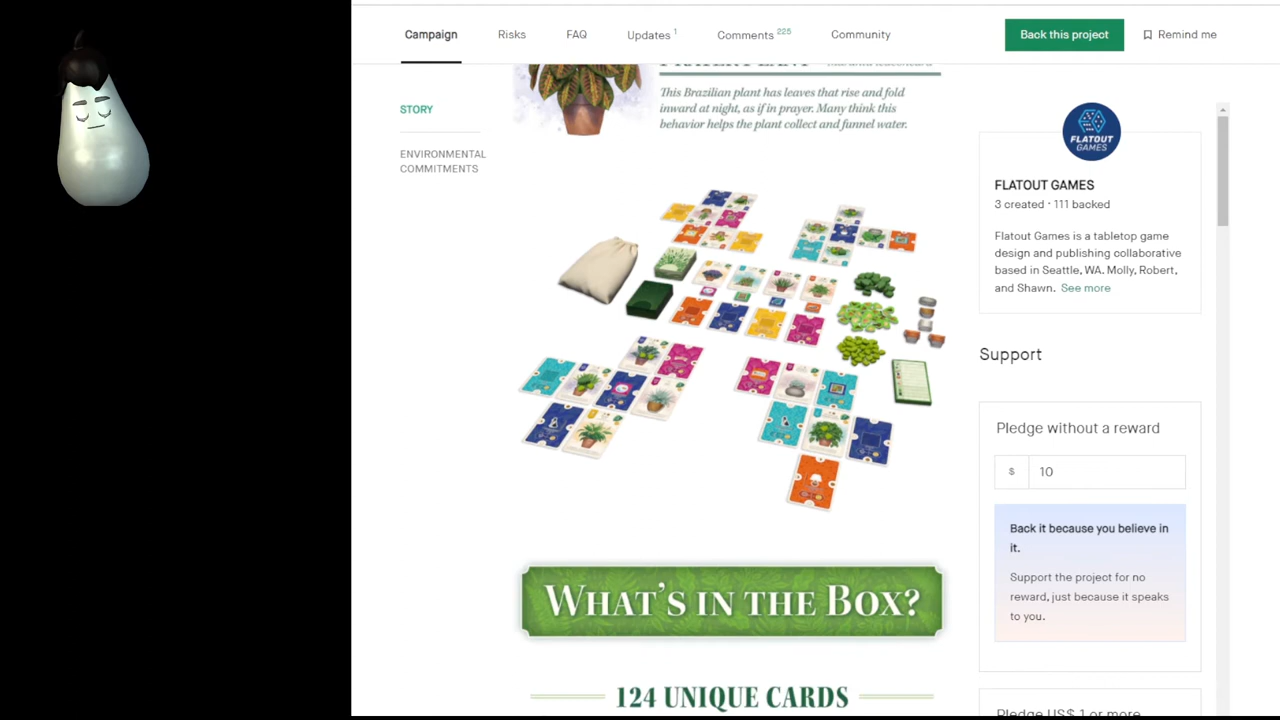 Campaign
Risks
FAQ
Updates 1
Comments 225
Community
Back this project
Remind me
STORY
ENVIRONMENTAL
COMMITMENTS
This Brazilian plant has leaves that rise and fold
inward at night, as if in prayer. Many think this
behavior helps the plant collect and funnel water.
WHAT'S IN THE BOX?
124 UNIQUE CARDS
FLATOUT
GAMES
FLATOUT GAMES
3 created · 111 backed
Flatout Games is a tabletop game
design and publishing collaborative
based in Seattle, WA. Molly, Robert,
and Shawn. See more
Support
Pledge without a reward
$ 10
Back it because you believe in
it.
Support the project for no
reward, just because it speaks
to you.
Pledge US$ 1 or more